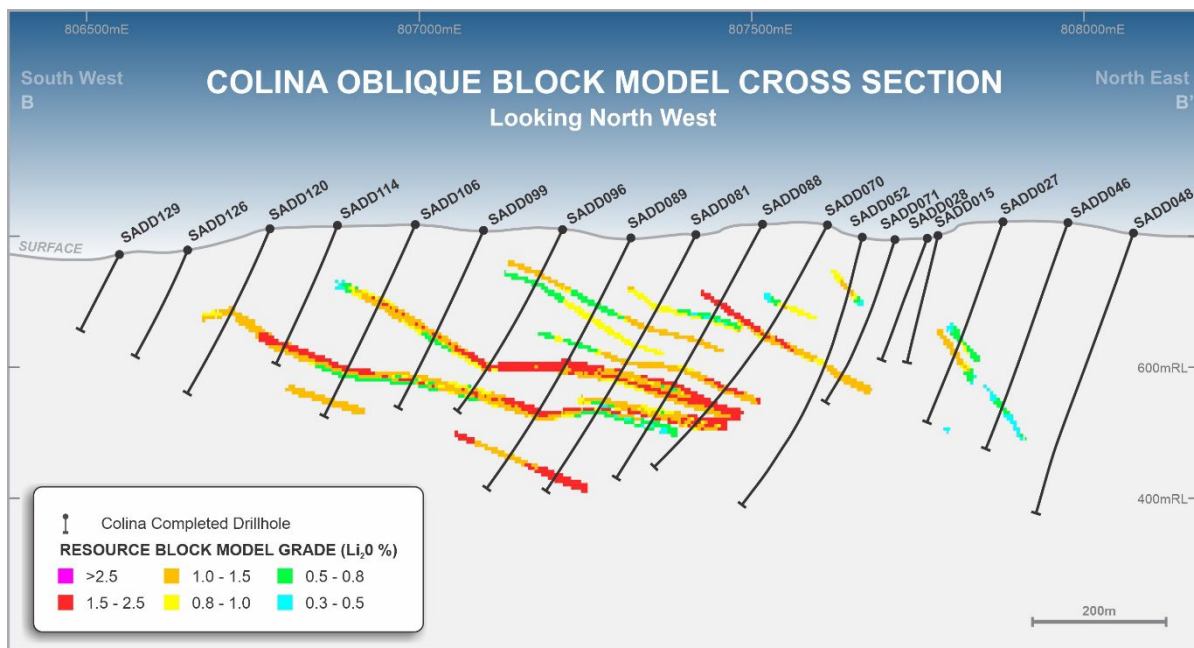 806500mE
807000mE
807500mE
808000mE
South West
B
COLINA OBLIQUE BLOCK MODEL CROSS SECTION
Looking North West
North East
B'
SADD129
SADD126
SADD120
SADD114
SADD106
SADD099
SADD096
SADD089
SADD081
SADD088
SADD070
SADD052
SADD071
SADD028
SADD015
SADD027
SADD046
SADD048
SURFACE
600mRL
400mRL
Colina Completed Drillhole
RESOURCE BLOCK MODEL GRADE (Li₂0 %)
>2.5
1.0 - 1.5
0.5 - 0.8
1.5 - 2.5
0.8 - 1.0
0.3 - 0.5
200m